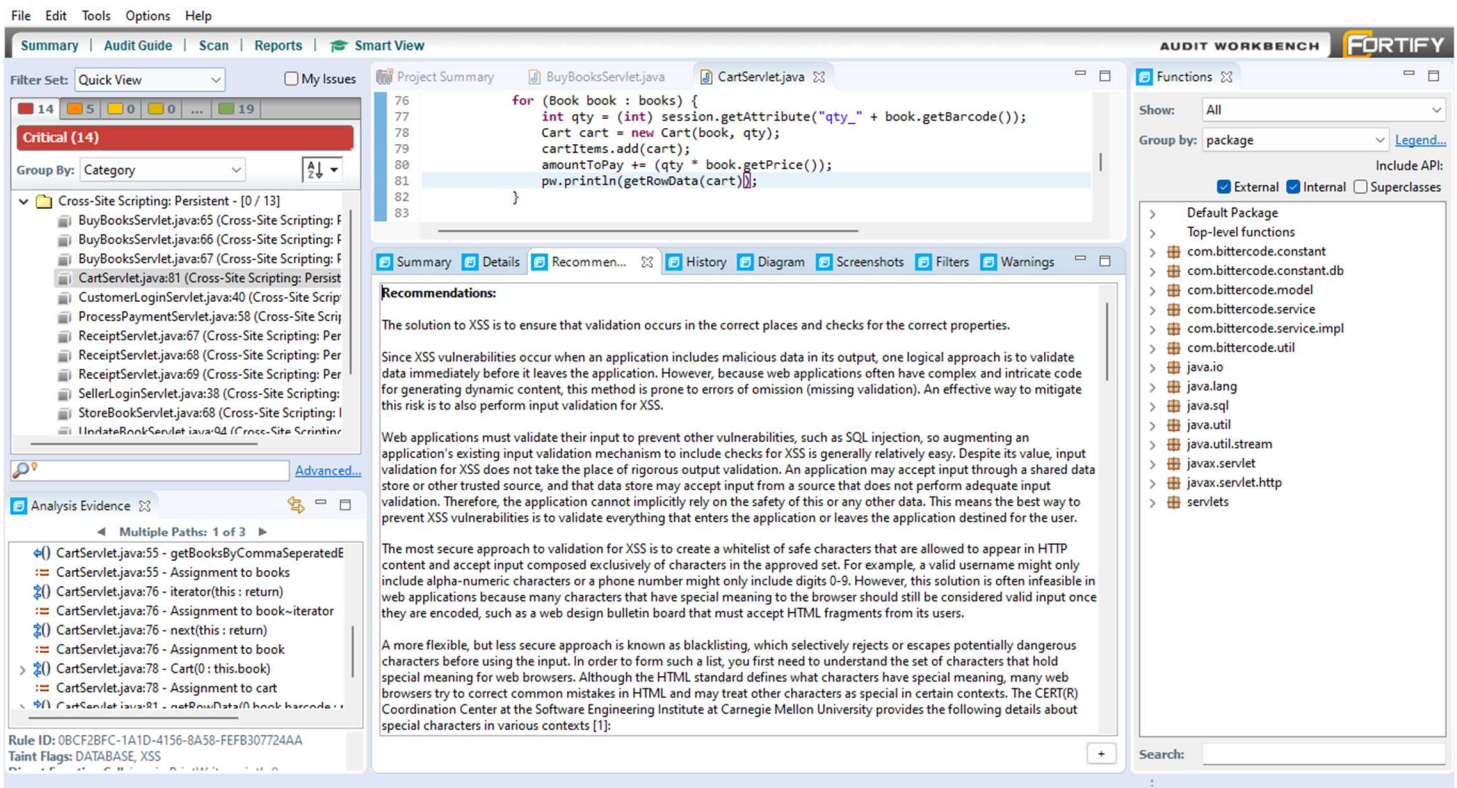 File Edit Tools Options Help
Summary | Audit Guide | Scan | Reports | Smart View
AUDIT WORKBENCH FORTIFY
Filter Set: Quick View My Issues
14 5 0 0 ... 19
Critical (14)
Group By: Category
Cross-Site Scripting: Persistent - [0 / 13]
BuyBooksServlet.java:65 (Cross-Site Scripting: P
BuyBooksServlet.java:66 (Cross-Site Scripting: P
BuyBooksServlet.java:67 (Cross-Site Scripting: P
CartServlet.java:81 (Cross-Site Scripting: Persist
CustomerLoginServlet.java:40 (Cross-Site Scrip
ProcessPaymentServlet.java:58 (Cross-Site Scrip
ReceiptServlet.java:67 (Cross-Site Scripting: Per
ReceiptServlet.java:68 (Cross-Site Scripting: Per
ReceiptServlet.java:69 (Cross-Site Scripting: Per
SellerLoginServlet.java:38 (Cross-Site Scripting:
StoreBookServlet.java:68 (Cross-Site Scripting:
UpdateBookServlet.java:94 (Cross-Site Scripting
Advanced...
Analysis Evidence
Multiple Paths: 1 of 3
CartServlet.java:55 - getBooksByCommaSeperatedB
CartServlet.java:55 - Assignment to books
CartServlet.java:76 - iterator(this : return)
CartServlet.java:76 - Assignment to book~iterator
CartServlet.java:76 - next(this : return)
CartServlet.java:76 - Assignment to book
CartServlet.java:78 - Cart(0 : this.book)
CartServlet.java:78 - Assignment to cart
CartServlet.java:81 - getRowData(0.book.barcode : r
Rule ID: 0BCF2BFC-1A1D-4156-8A58-FEFB307724AA
Taint Flags: DATABASE, XSS
Project Summary BuyBooksServlet.java CartServlet.java
76 for (Book book : books) {
77 int qty = (int) session.getAttribute("qty_" + book.getBarcode());
78 Cart cart = new Cart(book, qty);
79 cartItems.add(cart);
80 amountToPay += (qty * book.getPrice());
81 pw.println(getRowData(cart));
82 }
83
Summary Details Recommen... History Diagram Screenshots Filters Warnings
Recommendations:
The solution to XSS is to ensure that validation occurs in the correct places and checks for the correct properties.
Since XSS vulnerabilities occur when an application includes malicious data in its output, one logical approach is to validate
data immediately before it leaves the application. However, because web applications often have complex and intricate code
for generating dynamic content, this method is prone to errors of omission (missing validation). An effective way to mitigate
this risk is to also perform input validation for XSS.
Web applications must validate their input to prevent other vulnerabilities, such as SQL injection, so augmenting an
application's existing input validation mechanism to include checks for XSS is generally relatively easy. Despite its value, input
validation for XSS does not take the place of rigorous output validation. An application may accept input through a shared data
store or other trusted source, and that data store may accept input from a source that does not perform adequate input
validation. Therefore, the application cannot implicitly rely on the safety of this or any other data. This means the best way to
prevent XSS vulnerabilities is to validate everything that enters the application or leaves the application destined for the user.
The most secure approach to validation for XSS is to create a whitelist of safe characters that are allowed to appear in HTTP
content and accept input composed exclusively of characters in the approved set. For example, a valid username might only
include alpha-numeric characters or a phone number might only include digits 0-9. However, this solution is often infeasible in
web applications because many characters that have special meaning to the browser should still be considered valid input once
they are encoded, such as a web design bulletin board that must accept HTML fragments from its users.
A more flexible, but less secure approach is known as blacklisting, which selectively rejects or escapes potentially dangerous
characters before using the input. In order to form such a list, you first need to understand the set of characters that hold
special meaning for web browsers. Although the HTML standard defines what characters have special meaning, many web
browsers try to correct common mistakes in HTML and may treat other characters as special in certain contexts. The CERT(R)
Coordination Center at the Software Engineering Institute at Carnegie Mellon University provides the following details about
special characters in various contexts [1]:
+
Functions
Show: All
Group by: package Legend...
Include API:
External Internal Superclasses
Default Package
Top-level functions
com.bittercode.constant
com.bittercode.constant.db
com.bittercode.model
com.bittercode.service
com.bittercode.service.impl
com.bittercode.util
java.io
java.lang
java.sql
java.util
java.util.stream
javax.servlet
javax.servlet.http
servlets
Search: